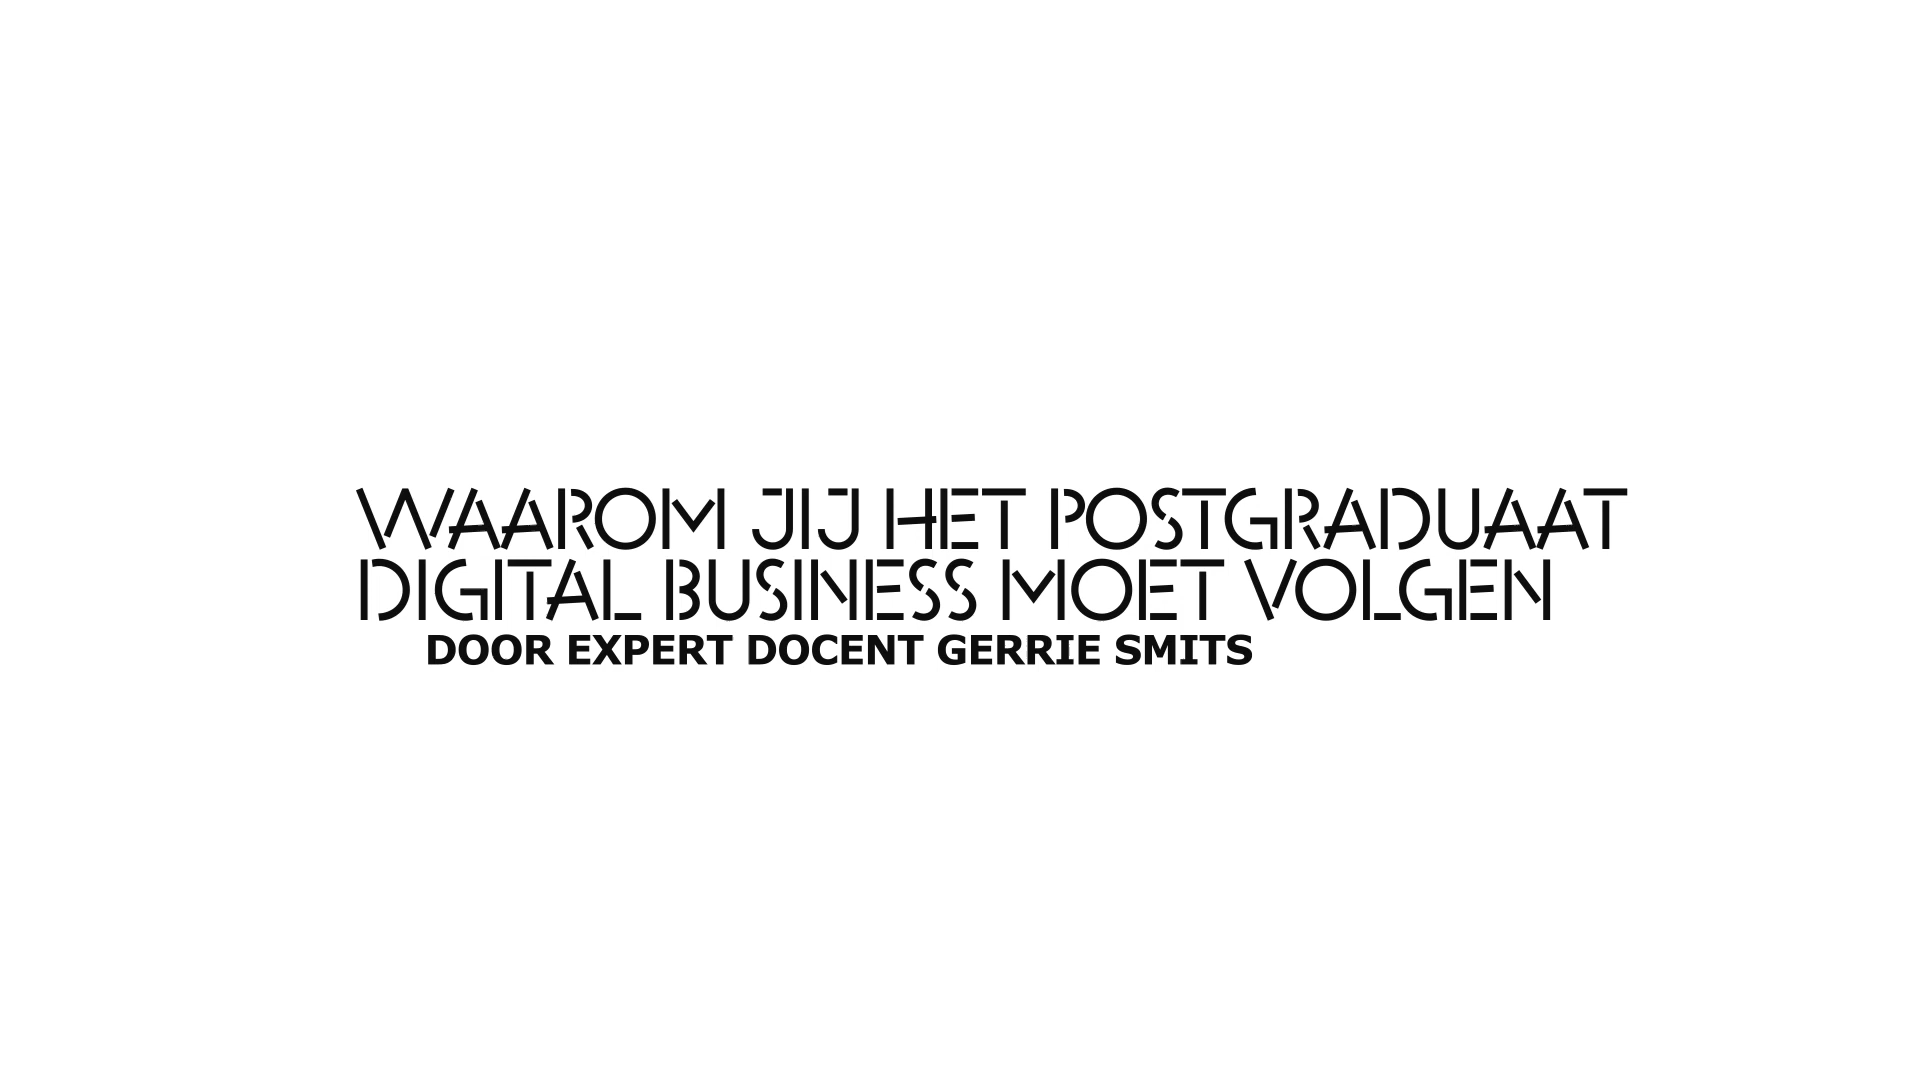 WAAROM JIJ HET POSTGRADUAAT
DIGITAL BUSINESS MOET VOLGEN
DOOR EXPERT DOCENT GERRIE SMITS